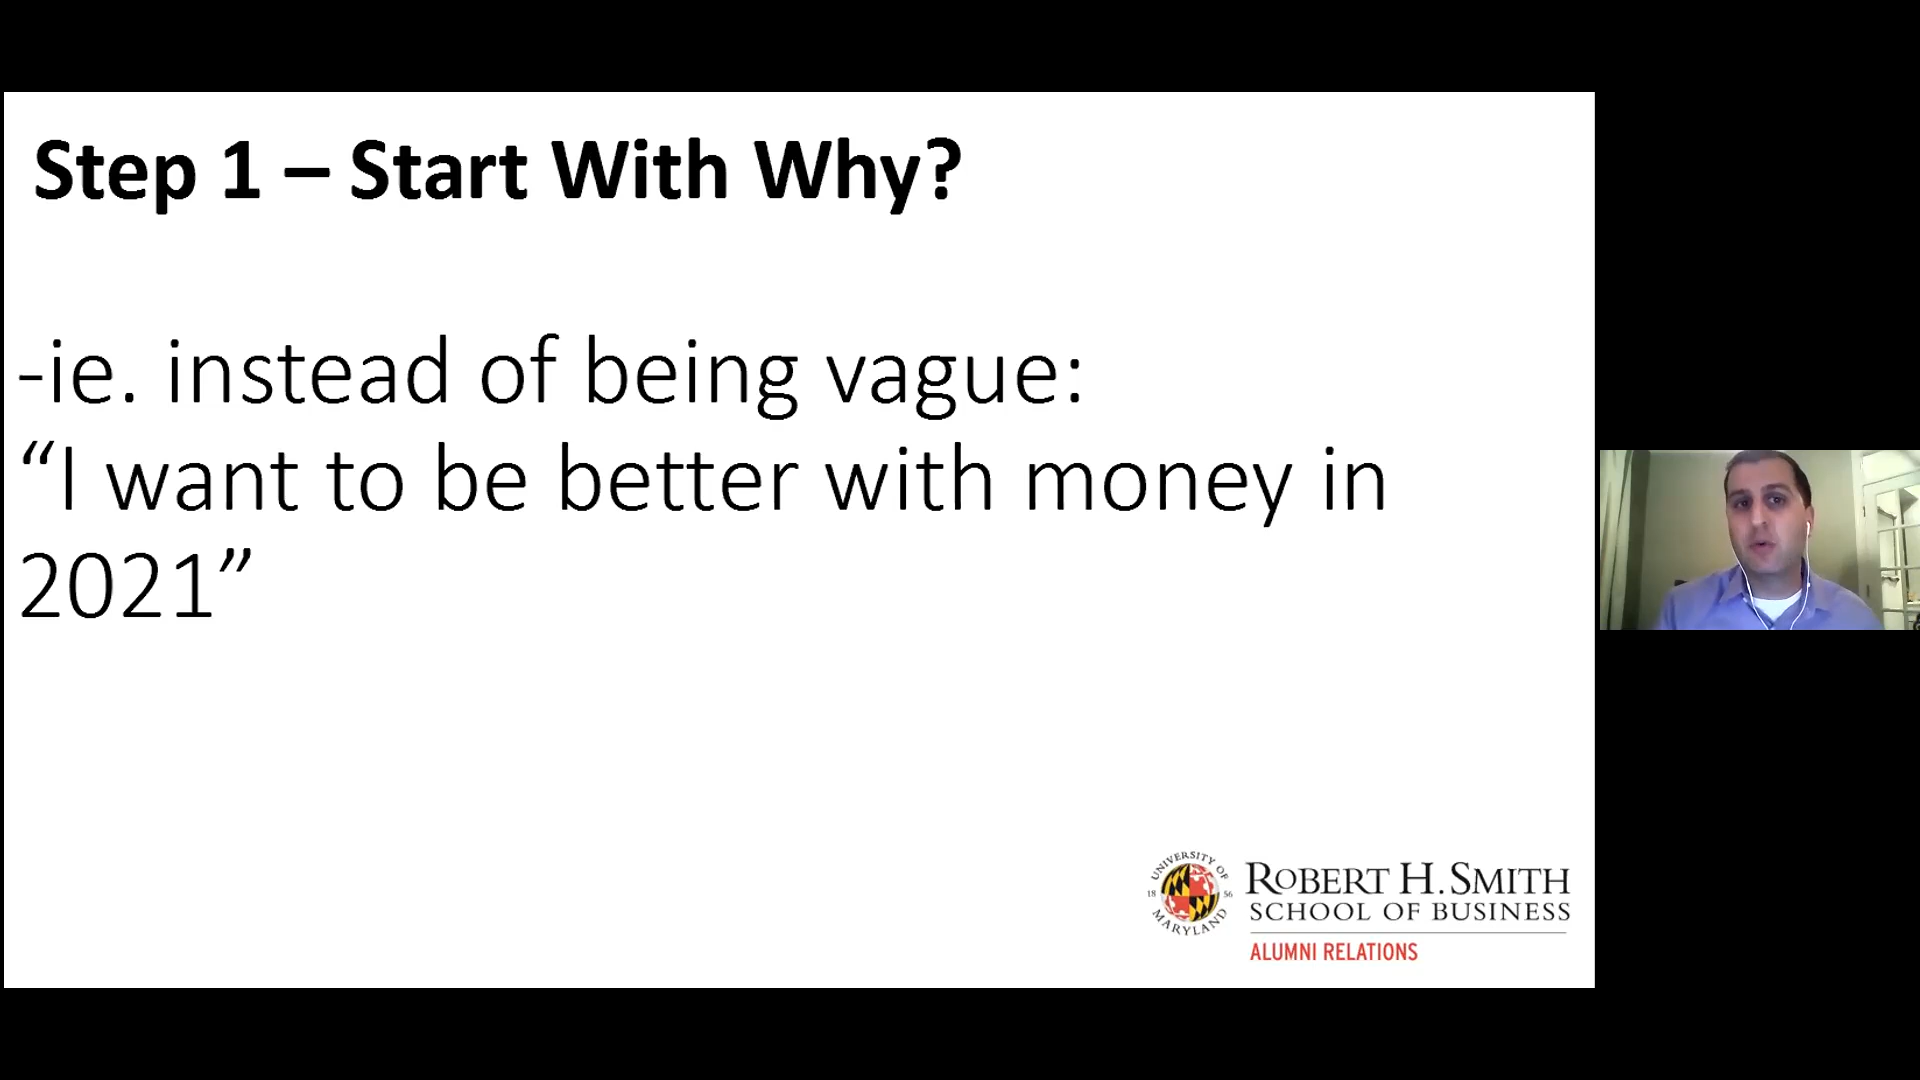 Step 1 – Start With Why?
-ie. instead of being vague:
“I want to be better with money in
2021”
UNIVERSITY OF
18 56
MARYLAND
ROBERT H. SMITH
SCHOOL OF BUSINESS
ALUMNI RELATIONS